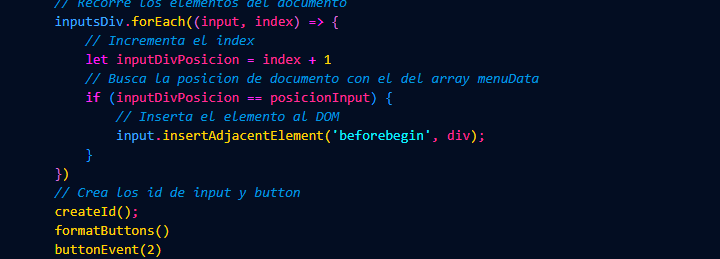 // Recorre los elementos del documento
inputsDiv.forEach((input, index) => {
// Incrementa el index
let inputDivPosicion = index + 1
// Busca la posicion de documento con el del array menuData
if (inputDivPosicion == posicionInput) {
// Inserta el elemento al DOM
input.insertAdjacentElement('beforebegin', div);
}
})
// Crea los id de input y button
createId();
formatButtons()
buttonEvent(2)